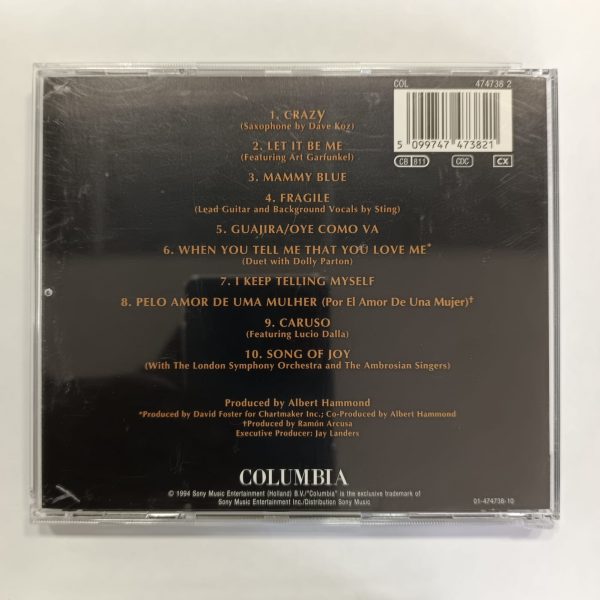 COL 474738 2
5 099747 473821
CB 811 CDC CX
1. CRAZY
(Saxophone by Dave Koz)
2. LET IT BE ME
(Featuring Art Garfunkel)
3. MAMMY BLUE
4. FRAGILE
(Lead Guitar and Background Vocals by Sting)
5. GUAJIRA/OYE COMO VA
6. WHEN YOU TELL ME THAT YOU LOVE ME*
(Duet with Dolly Parton)
7. I KEEP TELLING MYSELF
8. PELO AMOR DE UMA MULHER (Por El Amor De Una Mujer)†
9. CARUSO
(Featuring Lucio Dalla)
10. SONG OF JOY
(With The London Symphony Orchestra and The Ambrosian Singers)
Produced by Albert Hammond
*Produced by David Foster for Chartmaker Inc.; Co-Produced by Albert Hammond
†Produced by Ramón Arcusa
Executive Producer: Jay Landers
COLUMBIA
© 1994 Sony Music Entertainment (Holland) B.V./"Columbia" is the exclusive trademark of
Sony Music Entertainment Inc./Distribution Sony Music
01-474738-10